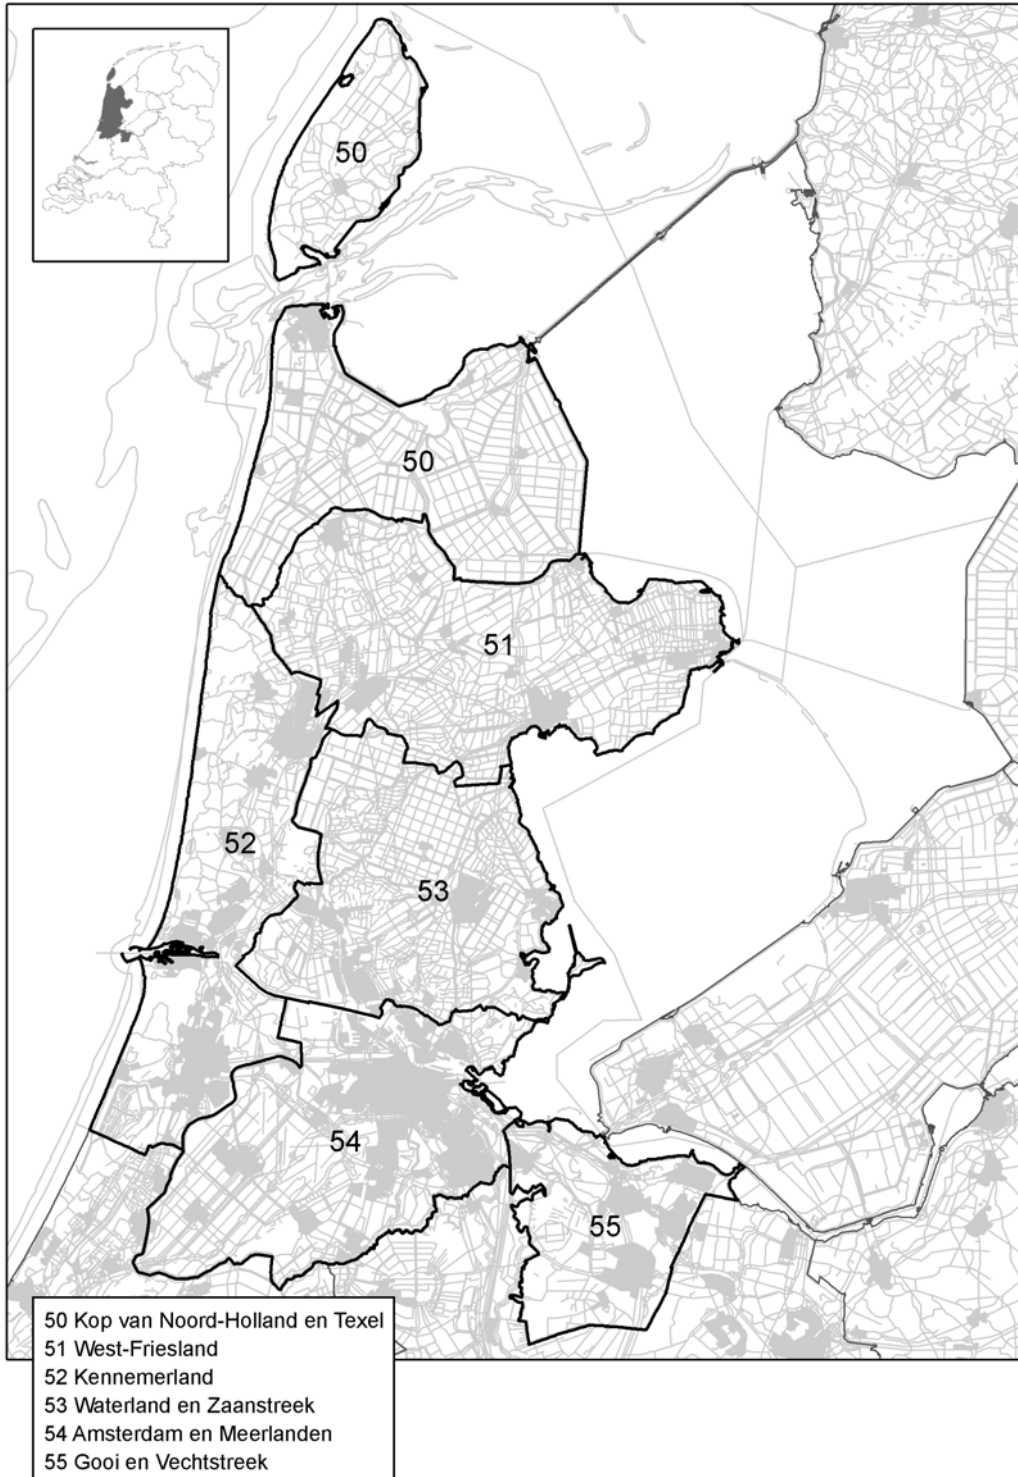 50
50
51
52
53
54
55
50 Kop van Noord-Holland en Texel
51 West-Friesland
52 Kennemerland
53 Waterland en Zaanstreek
54 Amsterdam en Meerlanden
55 Gooi en Vechtstreek